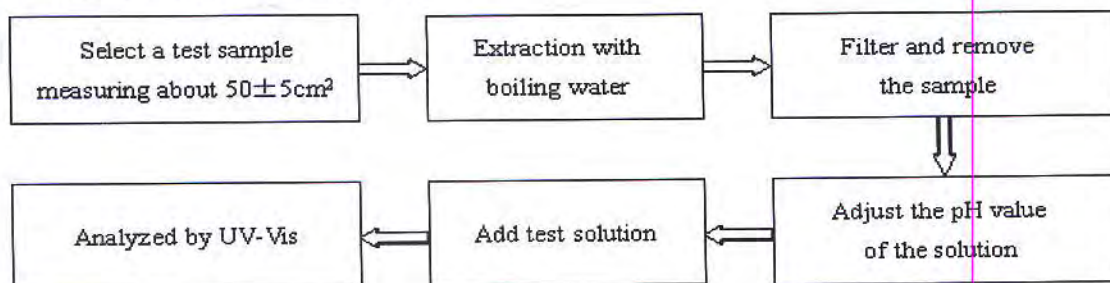 Select a test sample
measuring about 50±5cm²
Extraction with
boiling water
Filter and remove
the sample
Adjust the pH value
of the solution
Add test solution
Analyzed by UV-Vis